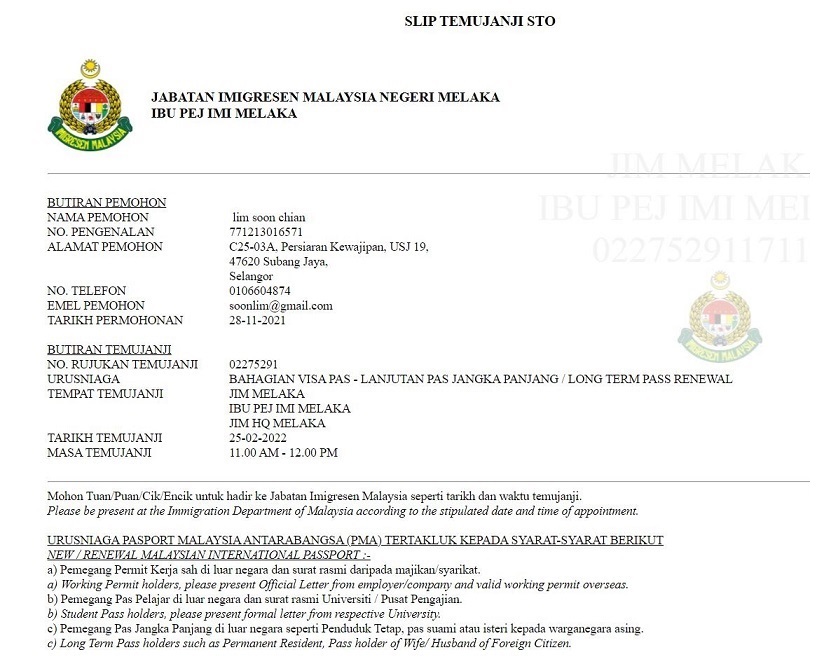 SLIP TEMUJANJI STO
IMIGRESEN MALAYSIA
JABATAN IMIGRESEN MALAYSIA NEGERI MELAKA
IBU PEJ IMI MELAKA
JIM MELAK
IBU PEJ IMI MEI
022752911711
IMIGRESEN MALAYSIA
BUTIRAN PEMOHON
NAMA PEMOHON lim soon chian
NO. PENGENALAN 771213016571
ALAMAT PEMOHON C25-03A, Persiaran Kewajipan, USJ 19,
47620 Subang Jaya,
Selangor
NO. TELEFON 0106604874
EMEL PEMOHON soonlim@gmail.com
TARIKH PERMOHONAN 28-11-2021
BUTIRAN TEMUJANJI
NO. RUJUKAN TEMUJANJI 02275291
URUSNIAGA BAHAGIAN VISA PAS - LANJUTAN PAS JANGKA PANJANG / LONG TERM PASS RENEWAL
TEMPAT TEMUJANJI JIM MELAKA
IBU PEJ IMI MELAKA
JIM HQ MELAKA
TARIKH TEMUJANJI 25-02-2022
MASA TEMUJANJI 11.00 AM - 12.00 PM
Mohon Tuan/Puan/Cik/Encik untuk hadir ke Jabatan Imigresen Malaysia seperti tarikh dan waktu temujanji.
Please be present at the Immigration Department of Malaysia according to the stipulated date and time of appointment.
URUSNIAGA PASPORT MALAYSIA ANTARABANGSA (PMA) TERTAKLUK KEPADA SYARAT-SYARAT BERIKUT
NEW / RENEWAL MALAYSIAN INTERNATIONAL PASSPORT :-
a) Pemegang Permit Kerja sah di luar negara dan surat rasmi daripada majikan/syarikat.
a) Working Permit holders, please present Official Letter from employer/company and valid working permit overseas.
b) Pemegang Pas Pelajar di luar negara dan surat rasmi Universiti / Pusat Pengajian.
b) Student Pass holders, please present formal letter from respective University.
c) Pemegang Pas Jangka Panjang di luar negara seperti Penduduk Tetap, pas suami atau isteri kepada warganegara asing.
c) Long Term Pass holders such as Permanent Resident, Pass holder of Wife/ Husband of Foreign Citizen.